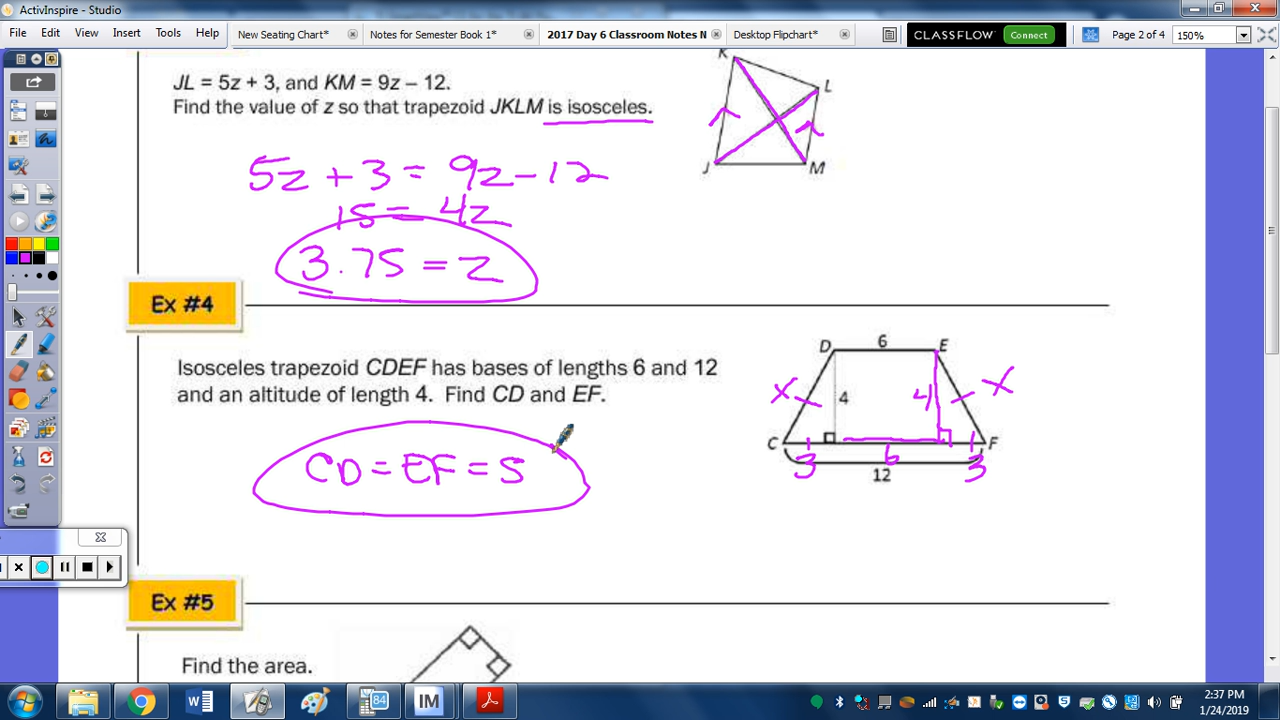 ActivInspire - Studio
File Edit View Insert Tools Help
New Seating Chart* Notes for Semester Book 1* 2017 Day 6 Classroom Notes N Desktop Flipchart*
CLASSFLOW Connect
Page 2 of 4 150%
JL = 5z + 3, and KM = 9z – 12.
Find the value of z so that trapezoid JKLM is isosceles.
K
L
J
M
5z + 3 = 9z - 12
15 = 4z
3.75 = z
Ex #4
Isosceles trapezoid CDEF has bases of lengths 6 and 12
and an altitude of length 4. Find CD and EF.
D 6 E
x 4 4 x
C F
3 6 3
12
CD = EF = 5
Ex #5
Find the area.
84
IM
2:37 PM
1/24/2019